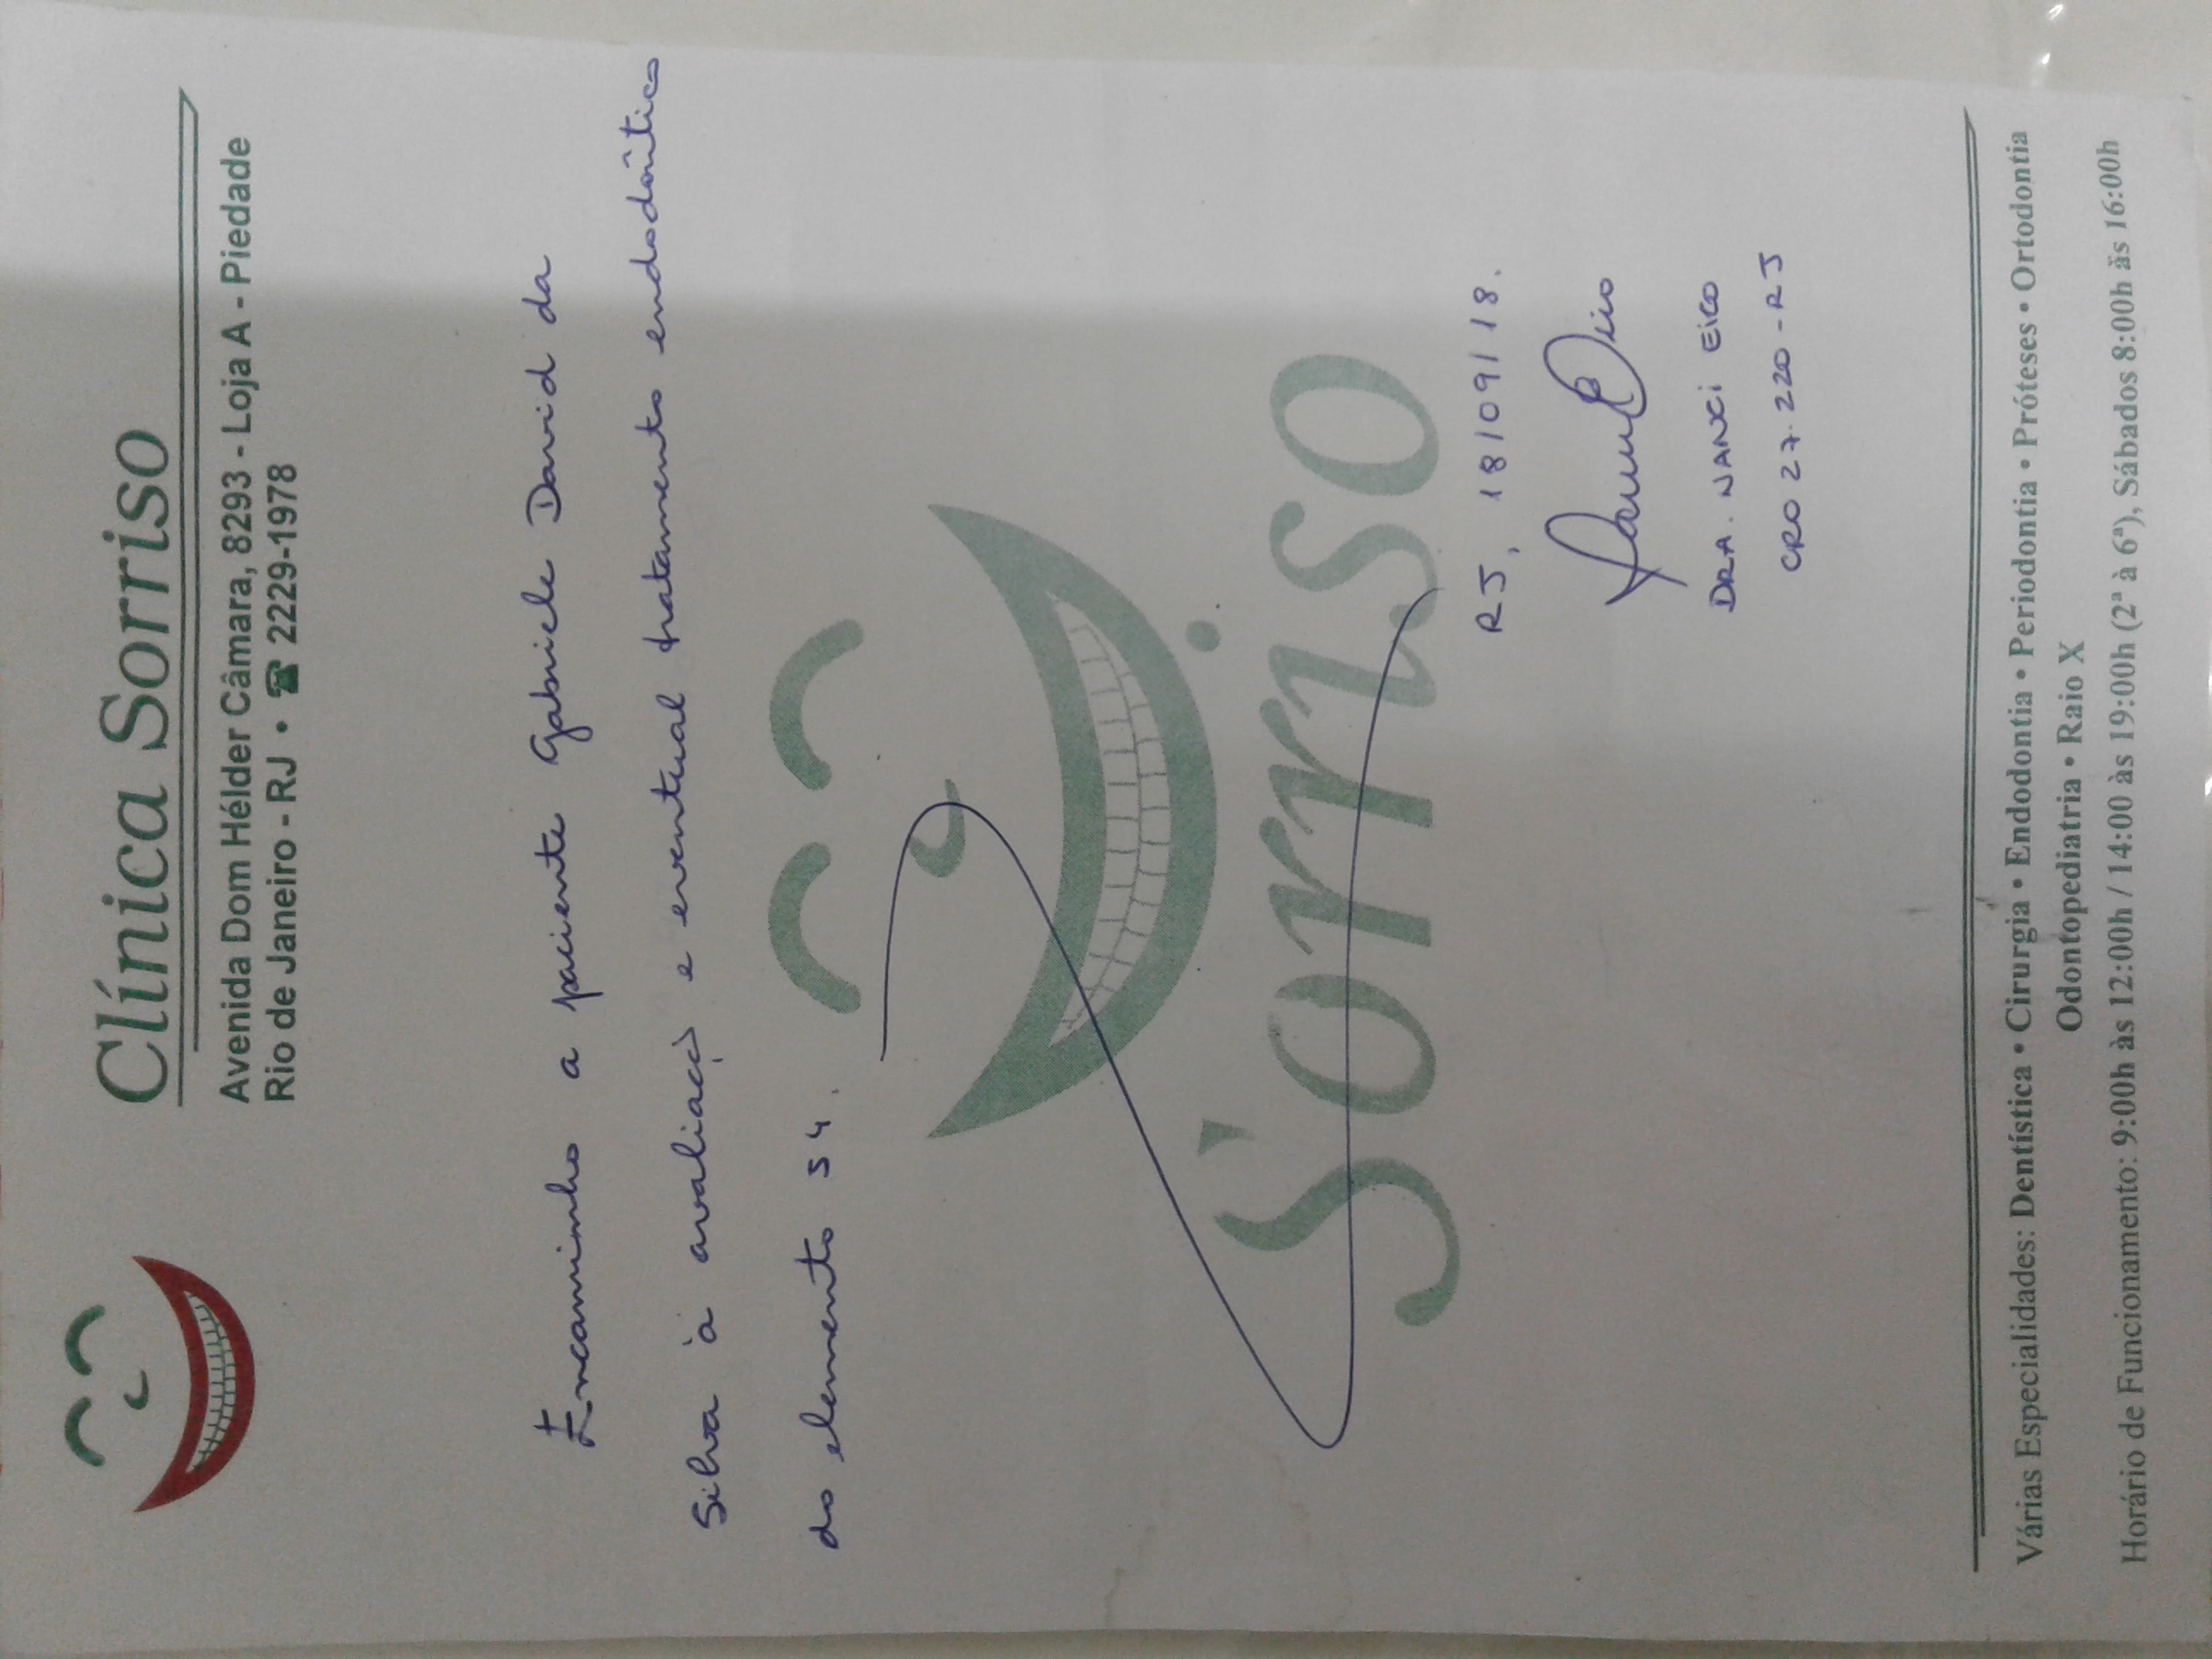 Clínica Sorriso
Avenida Dom Hélder Câmara, 8293 - Loja A - Piedade
Rio de Janeiro - RJ • ☎ 2229-1978
Encaminho a paciente Gabriele David da
Silva à avaliação e eventual tratamento endodôntico
do elemento 54.
Sorriso
RJ, 18/09/18.
DRA. NANCI EICO
CRO 27.220-RJ
Várias Especialidades: Dentística • Cirurgia • Endodontia • Periodontia • Próteses • Ortodontia
Odontopediatria • Raio X
Horário de Funcionamento: 9:00h às 12:00h / 14:00 às 19:00h (2ª à 6ª), Sábados 8:00h às 16:00h